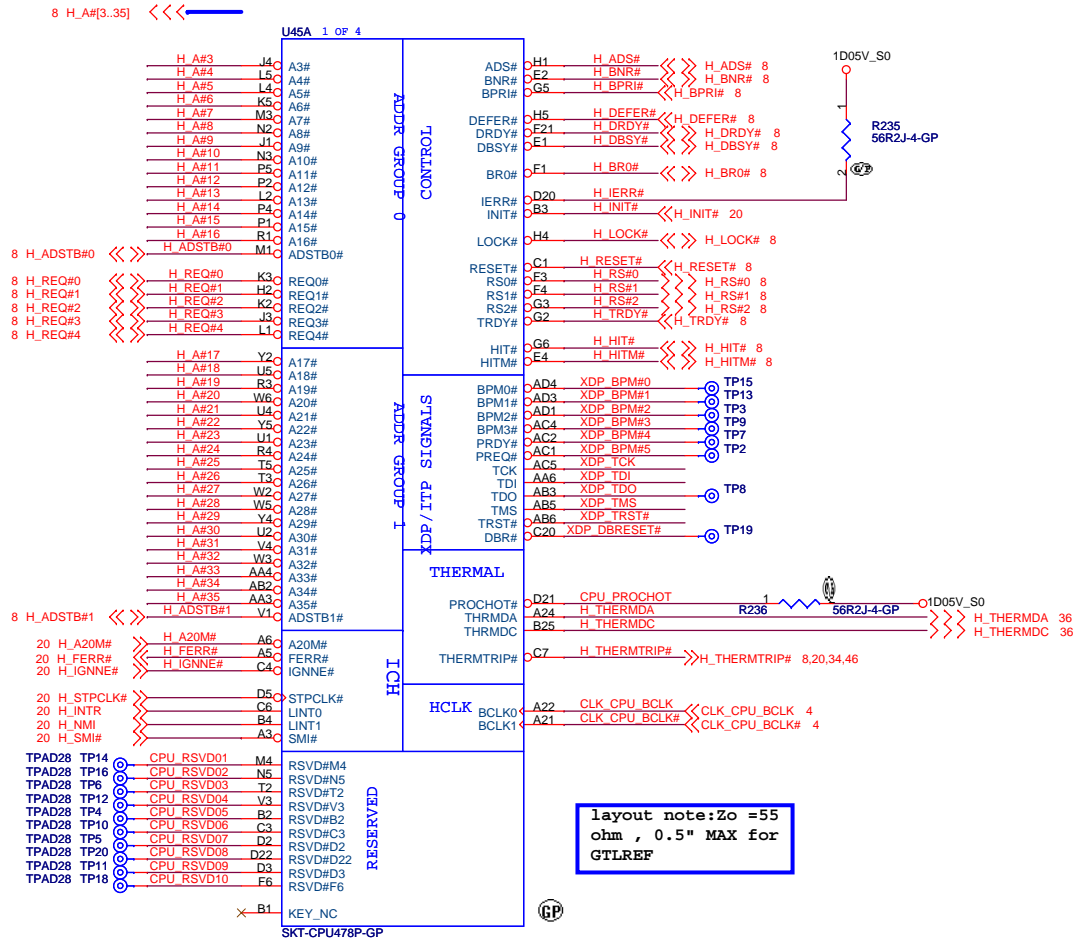 8 H_A#[3..35]
U45A 1 OF 4
H_A#3 J4 A3#
H_A#4 L5 A4#
H_A#5 L4 A5#
H_A#6 K5 A6#
H_A#7 M3 A7#
H_A#8 N2 A8#
H_A#9 J1 A9#
H_A#10 N3 A10#
H_A#11 P5 A11#
H_A#12 P2 A12#
H_A#13 L2 A13#
H_A#14 P4 A14#
H_A#15 P1 A15#
H_A#16 R1 A16#
8 H_ADSTB#0 H_ADSTB#0 M1 ADSTB0#
8 H_REQ#0 H_REQ#0 K3 REQ0#
8 H_REQ#1 H_REQ#1 H2 REQ1#
8 H_REQ#2 H_REQ#2 K2 REQ2#
8 H_REQ#3 H_REQ#3 J3 REQ3#
8 H_REQ#4 H_REQ#4 L1 REQ4#
ADDR GROUP 0
H_A#17 Y2 A17#
H_A#18 U5 A18#
H_A#19 R3 A19#
H_A#20 W6 A20#
H_A#21 U4 A21#
H_A#22 Y5 A22#
H_A#23 U1 A23#
H_A#24 R4 A24#
H_A#25 T5 A25#
H_A#26 T3 A26#
H_A#27 W2 A27#
H_A#28 W5 A28#
H_A#29 Y4 A29#
H_A#30 U2 A30#
H_A#31 V4 A31#
H_A#32 W3 A32#
H_A#33 AA4 A33#
H_A#34 AB2 A34#
H_A#35 AA3 A35#
8 H_ADSTB#1 H_ADSTB#1 V1 ADSTB1#
ADDR GROUP 1
20 H_A20M# H_A20M# A6 A20M#
20 H_FERR# H_FERR# A5 FERR#
20 H_IGNNE# H_IGNNE# C4 IGNNE#
20 H_STPCLK# D5 STPCLK#
20 H_INTR C6 LINT0
20 H_NMI B4 LINT1
20 H_SMI# A3 SMI#
ICH
TPAD28 TP14 CPU_RSVD01 M4 RSVD#M4
TPAD28 TP16 CPU_RSVD02 N5 RSVD#N5
TPAD28 TP6 CPU_RSVD03 T2 RSVD#T2
TPAD28 TP12 CPU_RSVD04 V3 RSVD#V3
TPAD28 TP4 CPU_RSVD05 B2 RSVD#B2
TPAD28 TP10 CPU_RSVD06 C3 RSVD#C3
TPAD28 TP5 CPU_RSVD07 D2 RSVD#D2
TPAD28 TP20 CPU_RSVD08 D22 RSVD#D22
TPAD28 TP11 CPU_RSVD09 D3 RSVD#D3
TPAD28 TP18 CPU_RSVD10 F6 RSVD#F6
RESERVED
B1 KEY_NC
SKT-CPU478P-GP
CONTROL
ADS# H1 H_ADS# H_ADS# 8
BNR# E2 H_BNR# H_BNR# 8
BPRI# G5 H_BPRI# H_BPRI# 8
DEFER# H5 H_DEFER# H_DEFER# 8
DRDY# F21 H_DRDY# H_DRDY# 8
DBSY# E1 H_DBSY# H_DBSY# 8
BR0# F1 H_BR0# H_BR0# 8
IERR# D20 H_IERR#
INIT# B3 H_INIT# H_INIT# 20
LOCK# H4 H_LOCK# H_LOCK# 8
RESET# C1 H_RESET# H_RESET# 8
RS0# F3 H_RS#0 H_RS#0 8
RS1# F4 H_RS#1 H_RS#1 8
RS2# G3 H_RS#2 H_RS#2 8
TRDY# G2 H_TRDY# H_TRDY# 8
HIT# G6 H_HIT# H_HIT# 8
HITM# E4 H_HITM# H_HITM# 8
1D05V_S0
1
R235
56R2J-4-GP
2
GP
XDP/ITP SIGNALS
BPM0# AD4 XDP_BPM#0 TP15
BPM1# AD3 XDP_BPM#1 TP13
BPM2# AD1 XDP_BPM#2 TP3
BPM3# AC4 XDP_BPM#3 TP9
PRDY# AC2 XDP_BPM#4 TP7
PREQ# AC1 XDP_BPM#5 TP2
TCK AC5 XDP_TCK
TDI AA6 XDP_TDI
TDO AB3 XDP_TDO TP8
TMS AB5 XDP_TMS
TRST# AB6 XDP_TRST#
DBR# C20 XDP_DBRESET# TP19
THERMAL
PROCHOT# D21 CPU_PROCHOT 1 R236 56R2J-4-GP 1D05V_S0
THRMDA A24 H_THERMDA H_THERMDA 36
THRMDC B25 H_THERMDC H_THERMDC 36
THERMTRIP# C7 H_THERMTRIP# H_THERMTRIP# 8,20,34,46
HCLK
BCLK0 A22 CLK_CPU_BCLK CLK_CPU_BCLK 4
BCLK1 A21 CLK_CPU_BCLK# CLK_CPU_BCLK# 4
layout note:Zo =55
ohm , 0.5" MAX for
GTLREF
GP